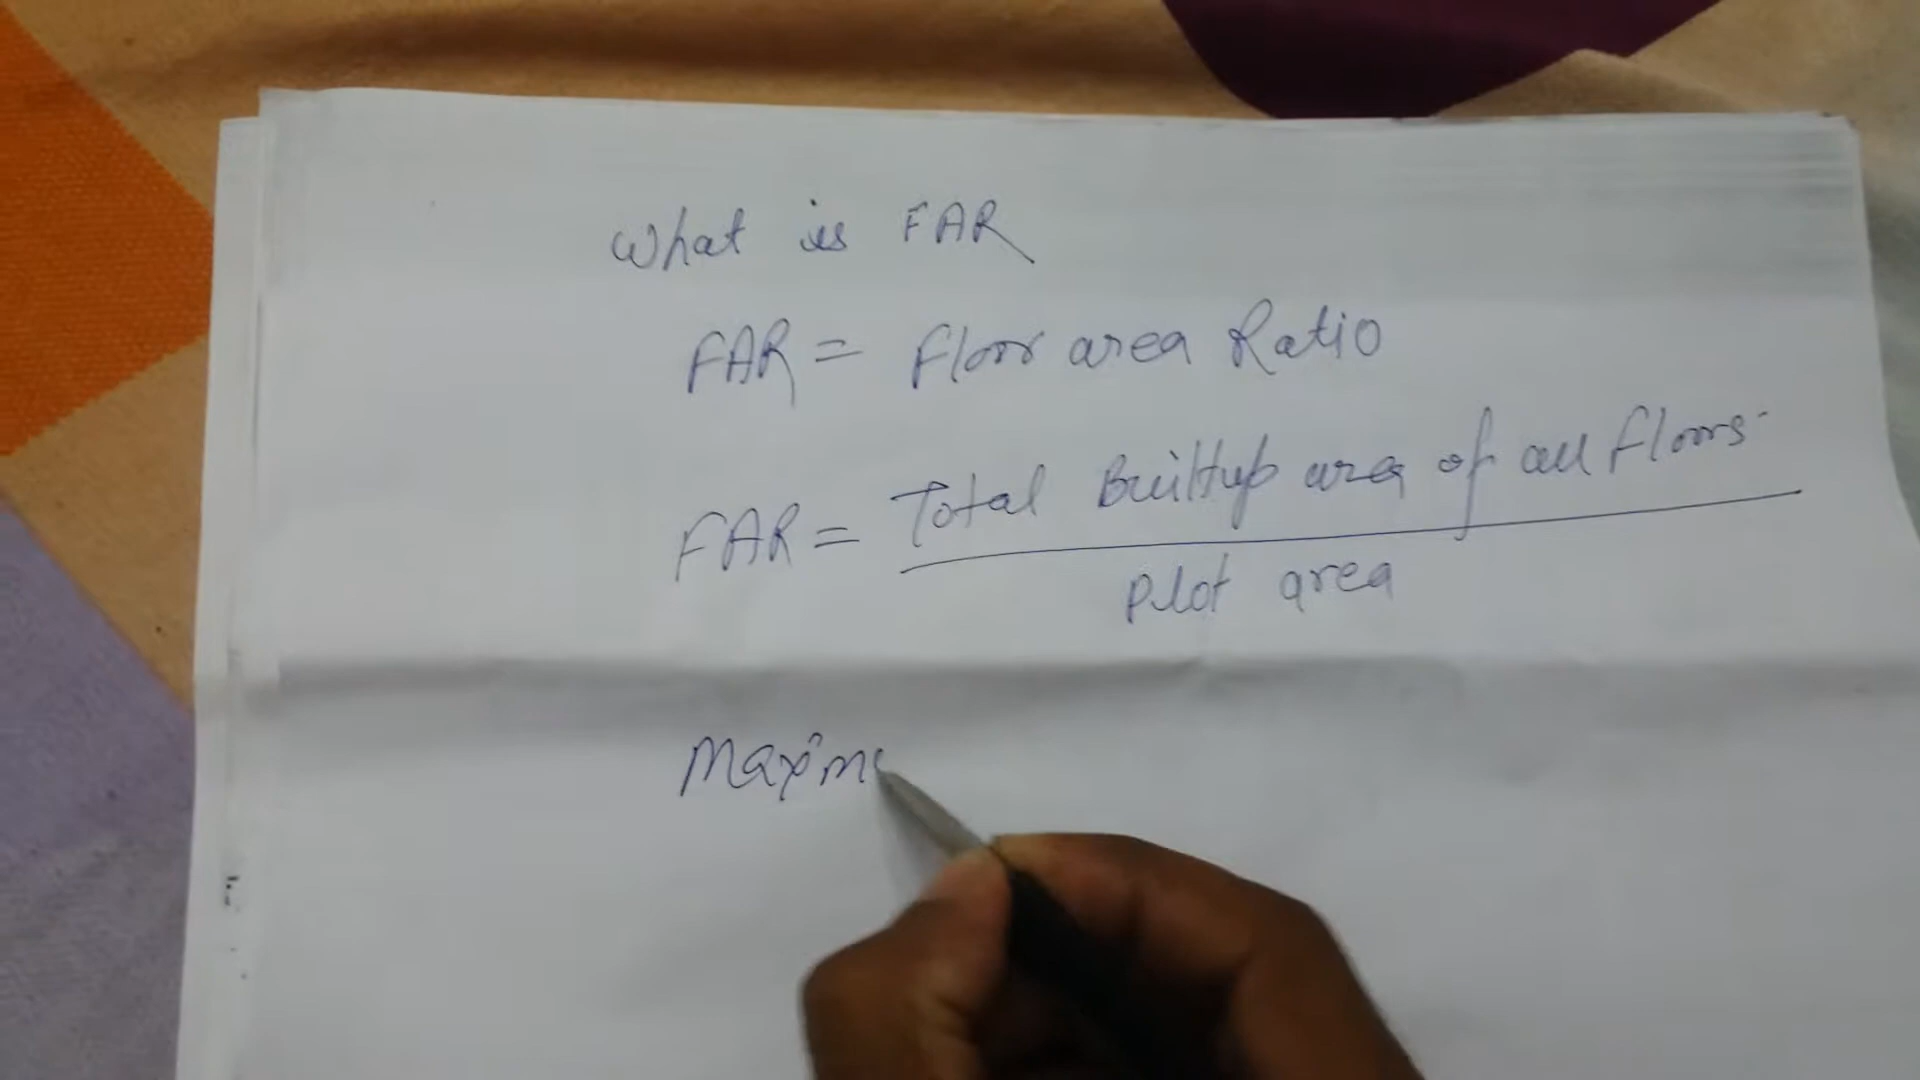 What is FAR
FAR = Floor area Ratio
FAR = Total Builtup area of all floors
Plot area
Maxim